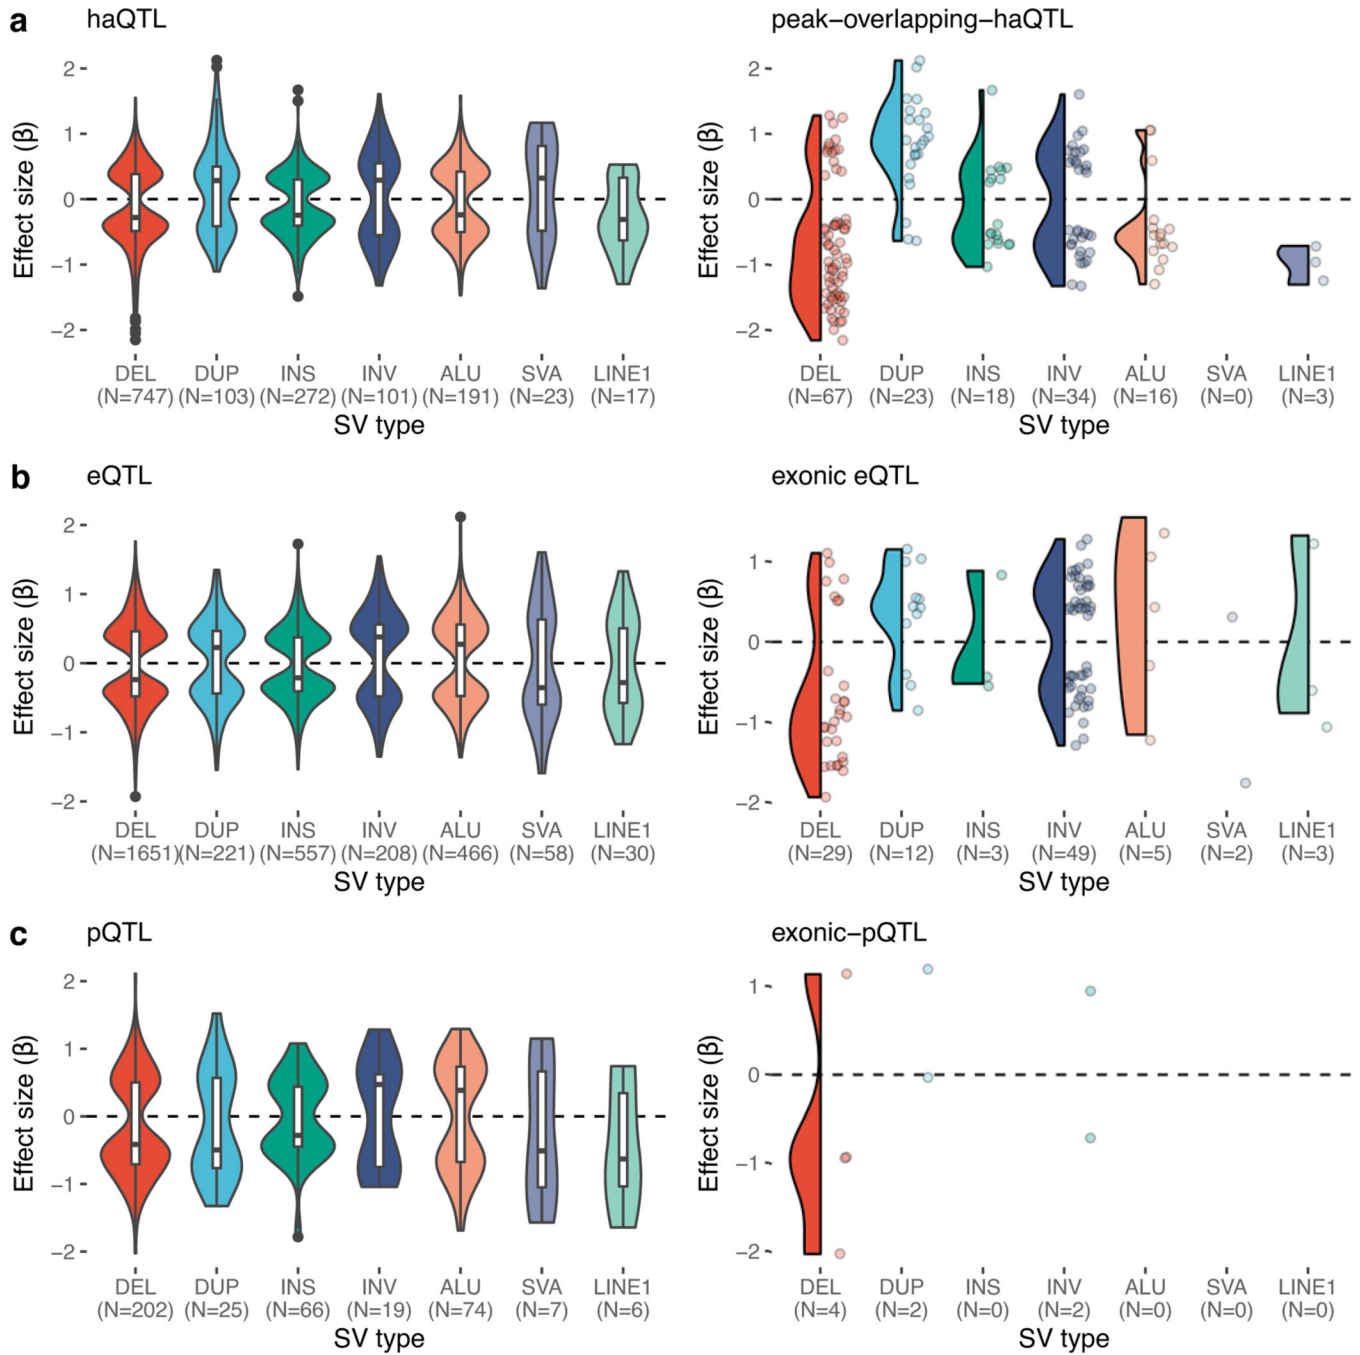 a
haQTL
peak−overlapping−haQTL
Effect size (β)
2
1
0
−1
−2
DEL DUP INS INV ALU SVA LINE1
(N=747) (N=103) (N=272) (N=101) (N=191) (N=23) (N=17)
SV type
Effect size (β)
2
1
0
−1
−2
DEL DUP INS INV ALU SVA LINE1
(N=67) (N=23) (N=18) (N=34) (N=16) (N=0) (N=3)
SV type
b
eQTL
exonic eQTL
Effect size (β)
2
1
0
−1
−2
DEL DUP INS INV ALU SVA LINE1
(N=1651) (N=221) (N=557) (N=208) (N=466) (N=58) (N=30)
SV type
Effect size (β)
1
0
−1
−2
DEL DUP INS INV ALU SVA LINE1
(N=29) (N=12) (N=3) (N=49) (N=5) (N=2) (N=3)
SV type
c
pQTL
exonic−pQTL
Effect size (β)
2
1
0
−1
−2
DEL DUP INS INV ALU SVA LINE1
(N=202) (N=25) (N=66) (N=19) (N=74) (N=7) (N=6)
SV type
Effect size (β)
1
0
−1
−2
DEL DUP INS INV ALU SVA LINE1
(N=4) (N=2) (N=0) (N=2) (N=0) (N=0) (N=0)
SV type